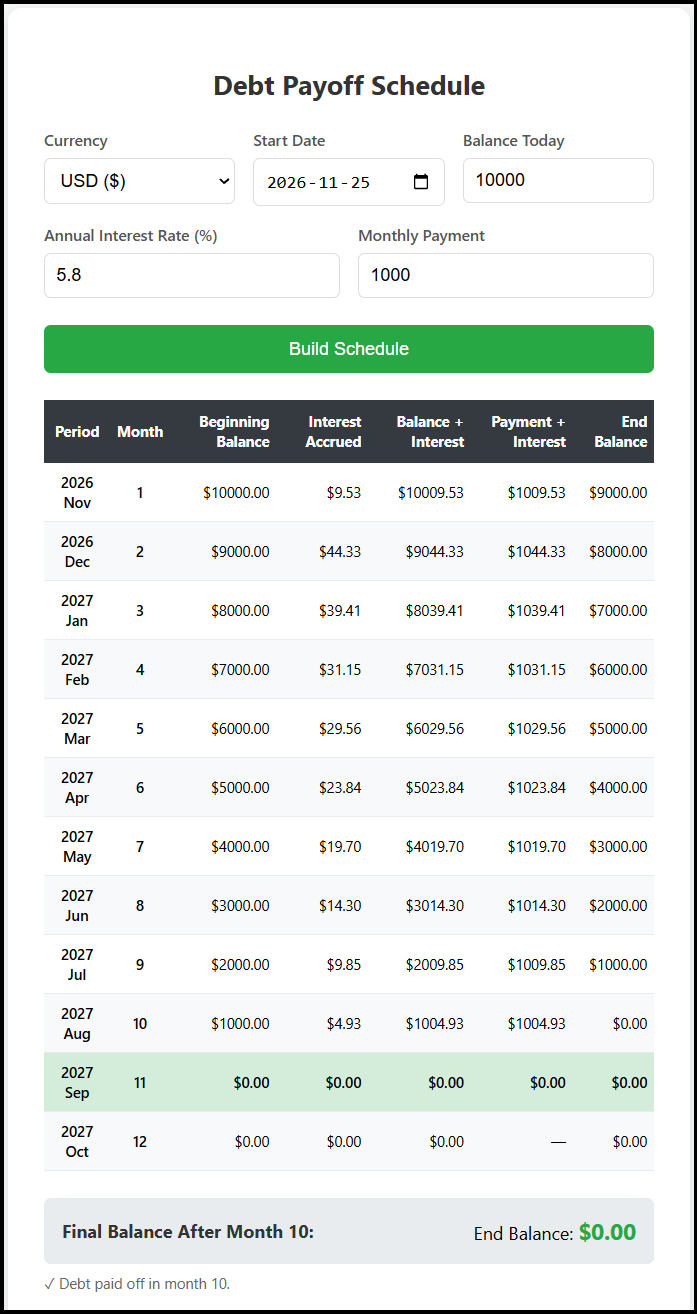 Debt Payoff Schedule
Currency Start Date Balance Today
USD ($) 2026-11-25 10000
Annual Interest Rate (%) Monthly Payment
5.8 1000
Build Schedule
Period Month Beginning Balance Interest Accrued Balance + Interest Payment + Interest End Balance
2026 Nov 1 $10000.00 $9.53 $10009.53 $1009.53 $9000.00
2026 Dec 2 $9000.00 $44.33 $9044.33 $1044.33 $8000.00
2027 Jan 3 $8000.00 $39.41 $8039.41 $1039.41 $7000.00
2027 Feb 4 $7000.00 $31.15 $7031.15 $1031.15 $6000.00
2027 Mar 5 $6000.00 $29.56 $6029.56 $1029.56 $5000.00
2027 Apr 6 $5000.00 $23.84 $5023.84 $1023.84 $4000.00
2027 May 7 $4000.00 $19.70 $4019.70 $1019.70 $3000.00
2027 Jun 8 $3000.00 $14.30 $3014.30 $1014.30 $2000.00
2027 Jul 9 $2000.00 $9.85 $2009.85 $1009.85 $1000.00
2027 Aug 10 $1000.00 $4.93 $1004.93 $1004.93 $0.00
2027 Sep 11 $0.00 $0.00 $0.00 $0.00 $0.00
2027 Oct 12 $0.00 $0.00 $0.00 — $0.00
Final Balance After Month 10: End Balance: $0.00
✓ Debt paid off in month 10.